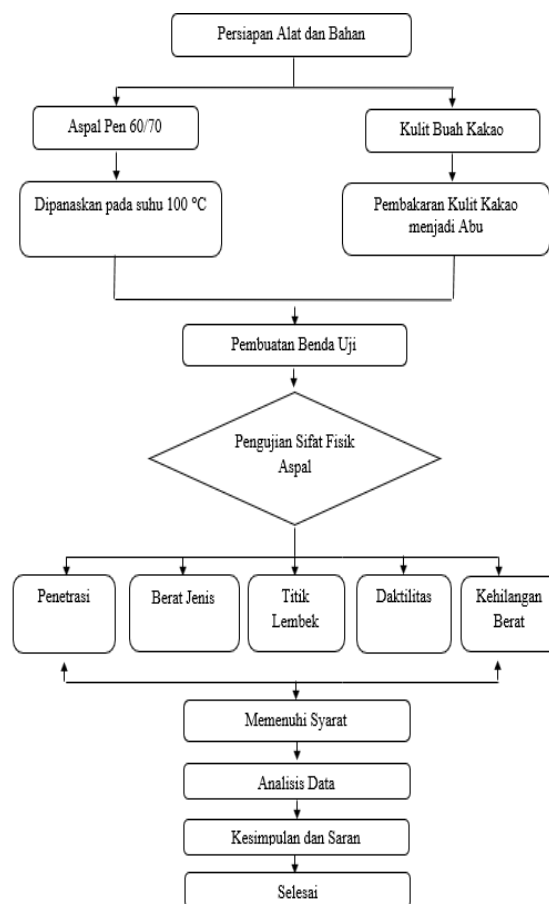 Persiapan Alat dan Bahan
Aspal Pen 60/70
Kulit Buah Kakao
Dipanaskan pada suhu 100 °C
Pembakaran Kulit Kakao
menjadi Abu
Pembuatan Benda Uji
Pengujian Sifat Fisik
Aspal
Penetrasi
Berat Jenis
Titik
Lembek
Daktilitas
Kehilangan
Berat
Memenuhi Syarat
Analisis Data
Kesimpulan dan Saran
Selesai